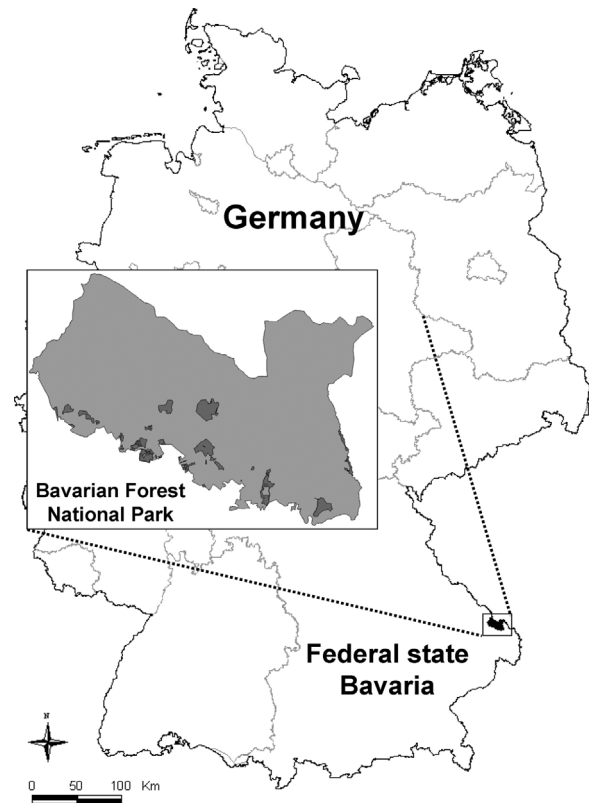 Germany
Bavarian Forest
National Park
Federal state
Bavaria
N
0 50 100 Km